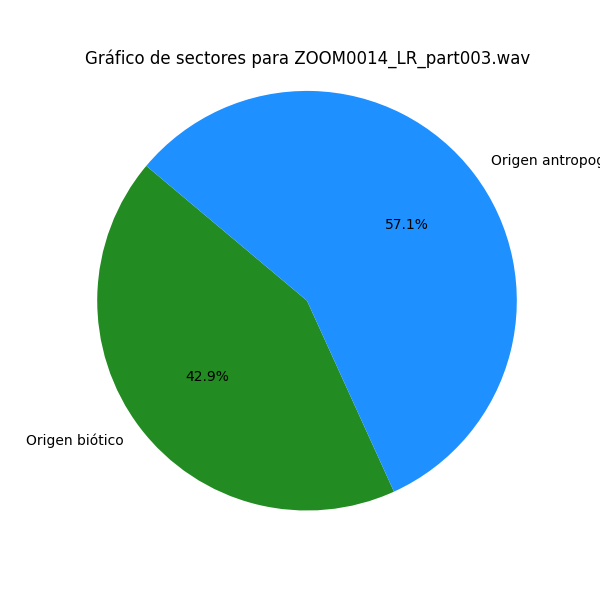 Gráfico de sectores para ZOOM0014_LR_part003.wav
Origen antropog
57.1%
42.9%
Origen biótico